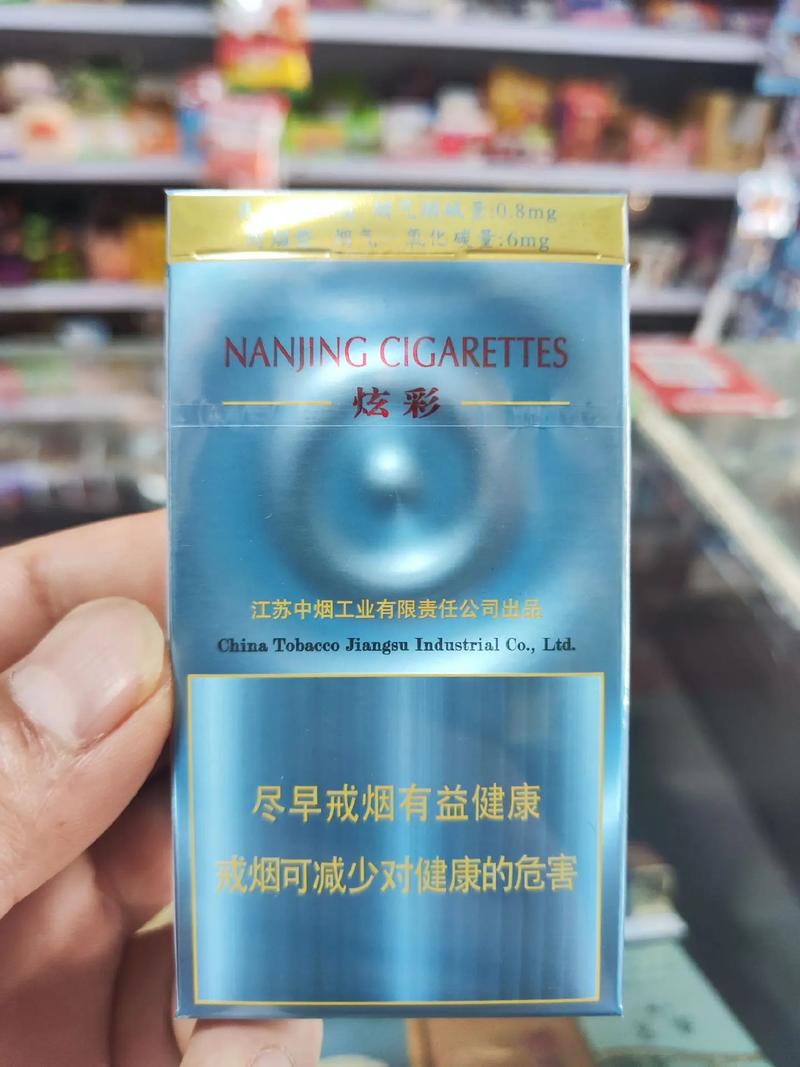 烟气烟碱量:0.8mg
烟气一氧化碳量:6mg
NANJING CIGARETTES
炫彩
江苏中烟工业有限责任公司出品
China Tobacco Jiangsu Industrial Co., Ltd.
尽早戒烟有益健康
戒烟可减少对健康的危害